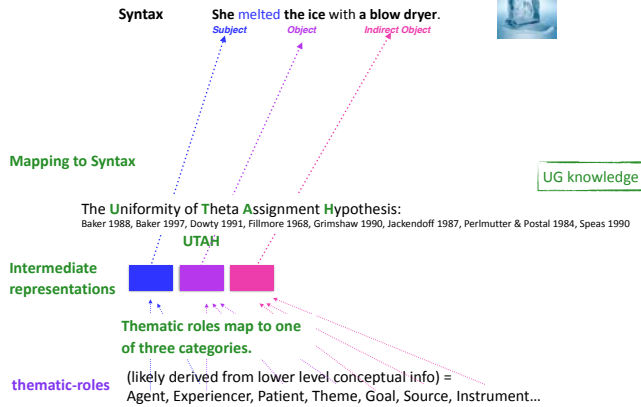 Syntax She melted the ice with a blow dryer.
Subject Object Indirect Object
Mapping to Syntax
UG knowledge
The Uniformity of Theta Assignment Hypothesis:
Baker 1988, Baker 1997, Dowty 1991, Fillmore 1968, Grimshaw 1990, Jackendoff 1987, Perlmutter & Postal 1984, Speas 1990
UTAH
Intermediate
representations
Thematic roles map to one
of three categories.
thematic-roles (likely derived from lower level conceptual info) =
Agent, Experiencer, Patient, Theme, Goal, Source, Instrument...